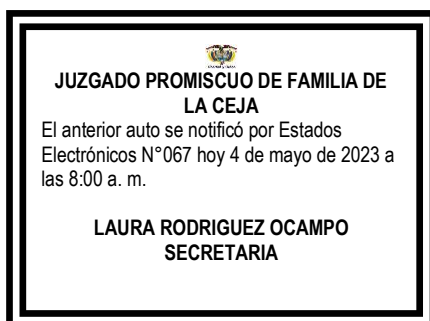 JUZGADO PROMISCUO DE FAMILIA DE
LA CEJA
El anterior auto se notificó por Estados
Electrónicos N°067 hoy 4 de mayo de 2023 a
las 8:00 a. m.
LAURA RODRIGUEZ OCAMPO
SECRETARIA